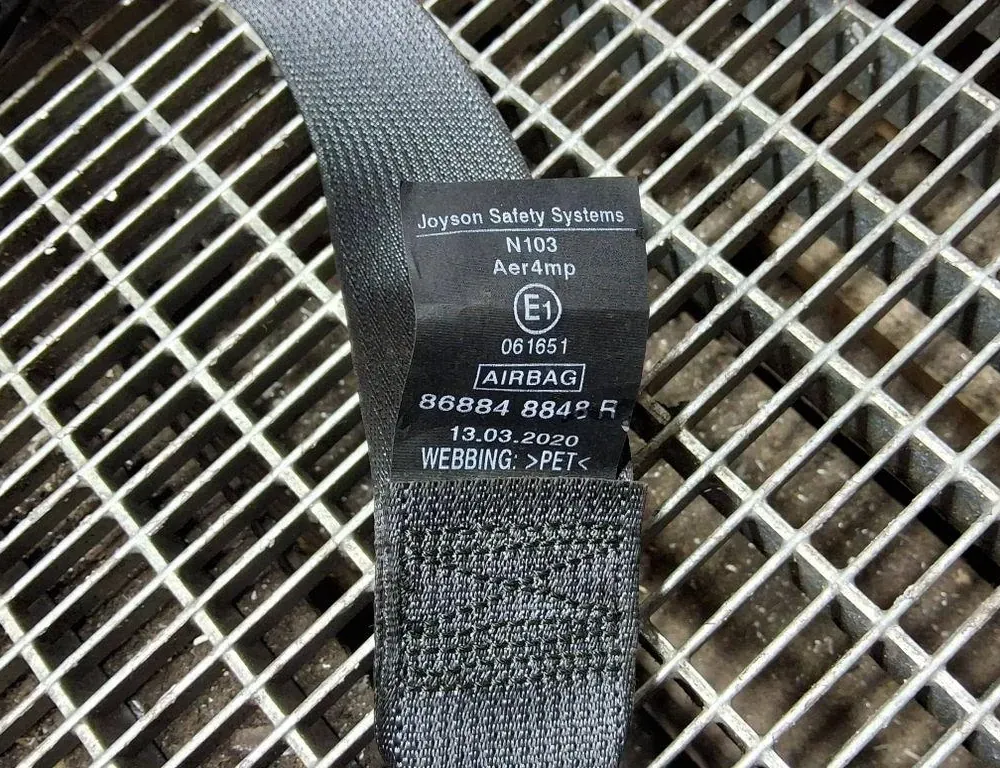 Joyson Safety Systems
N103
Aer4mp
E1
061651
AIRBAG
86884 8848 R
13.03.2020
WEBBING: >PET<